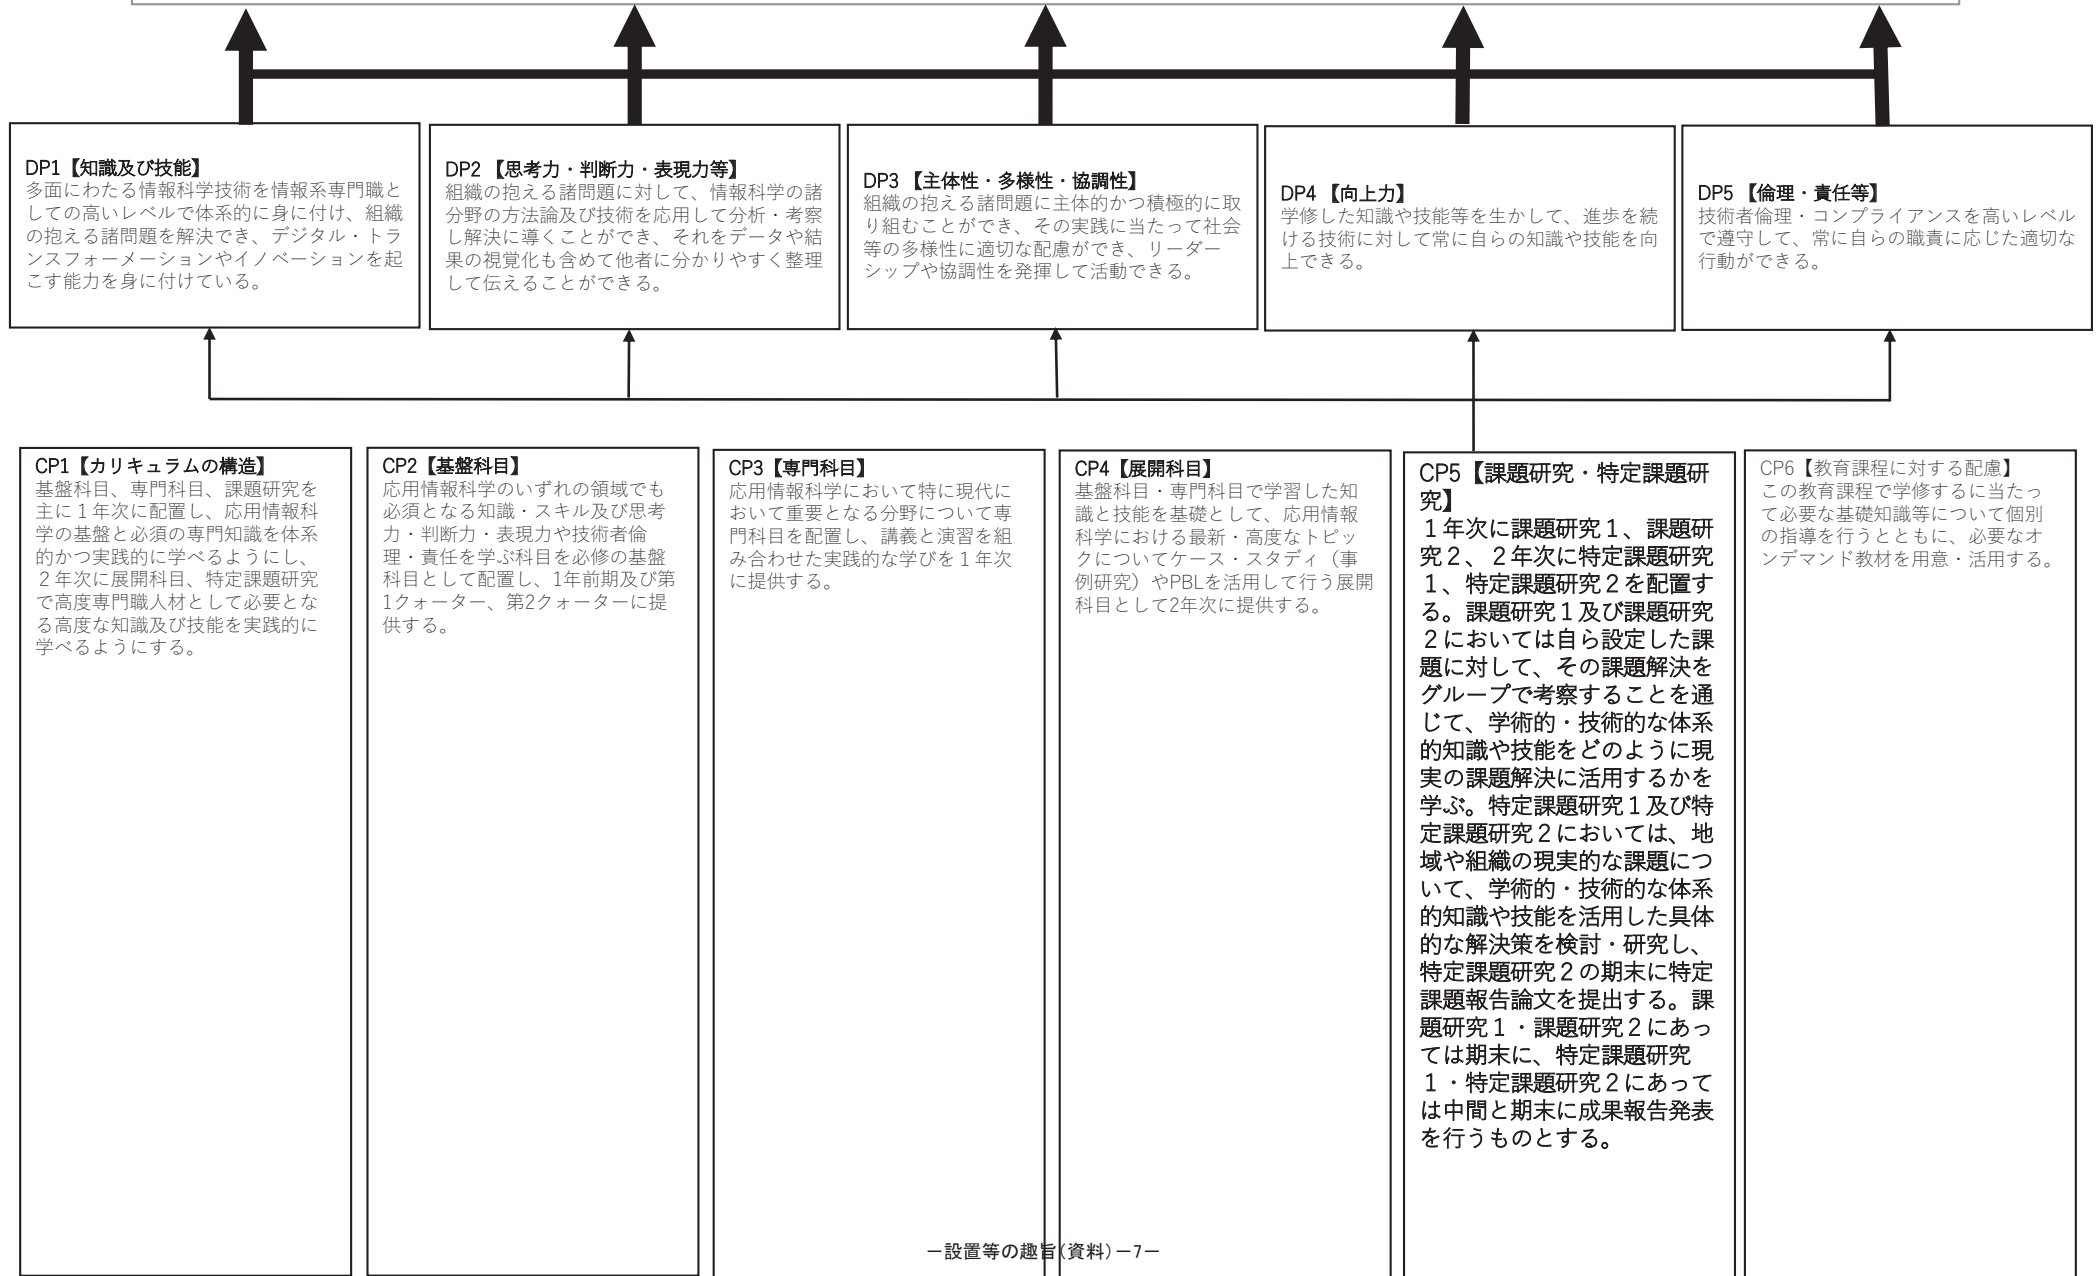 DP1【知識及び技能】
多面にわたる情報科学技術を情報系専門職と
しての高いレベルで体系的に身に付け、組織
の抱える諸問題を解決でき、デジタル・トラ
ンスフォーメーションやイノベーションを起
こす能力を身に付けている。
DP2 【思考力・判断力・表現力等】
組織の抱える諸問題に対して、情報科学の諸
分野の方法論及び技術を応用して分析・考察
し解決に導くことができ、それをデータや結
果の視覚化も含めて他者に分かりやすく整理
して伝えることができる。
DP3 【主体性・多様性・協調性】
組織の抱える諸問題に主体的かつ積極的に取
り組むことができ、その実践に当たって社会
等の多様性に適切な配慮ができ、リーダー
シップや協調性を発揮して活動できる。
DP4 【向上力】
学修した知識や技能等を生かして、進歩を続
ける技術に対して常に自らの知識や技能を向
上できる。
DP5 【倫理・責任等】
技術者倫理・コンプライアンスを高いレベル
で遵守して、常に自らの職責に応じた適切な
行動ができる。
CP1【カリキュラムの構造】
基盤科目、専門科目、課題研究を
主に１年次に配置し、応用情報科
学の基盤と必須の専門知識を体系
的かつ実践的に学べるようにし、
２年次に展開科目、特定課題研究
で高度専門職人材として必要とな
る高度な知識及び技能を実践的に
学べるようにする。
CP2【基盤科目】
応用情報科学のいずれの領域でも
必須となる知識・スキル及び思考
力・判断力・表現力や技術者倫
理・責任を学ぶ科目を必修の基盤
科目として配置し、1年前期及び第
1クォーター、第2クォーターに提
供する。
CP3【専門科目】
応用情報科学において特に現代に
おいて重要となる分野について専
門科目を配置し、講義と演習を組
み合わせた実践的な学びを１年次
に提供する。
CP4【展開科目】
基盤科目・専門科目で学習した知
識と技能を基礎として、応用情報
科学における最新・高度なトピッ
クについてケース・スタディ（事
例研究）やPBLを活用して行う展開
科目として2年次に提供する。
CP5【課題研究・特定課題研
究】
１年次に課題研究１、課題研
究２、２年次に特定課題研究
１、特定課題研究２を配置す
る。課題研究１及び課題研究
２においては自ら設定した課
題に対して、その課題解決を
グループで考察することを通
じて、学術的・技術的な体系
的知識や技能をどのように現
実の課題解決に活用するかを
学ぶ。特定課題研究１及び特
定課題研究２においては、地
域や組織の現実的な課題につ
いて、学術的・技術的な体系
的知識や技能を活用した具体
的な解決策を検討・研究し、
特定課題研究２の期末に特定
課題報告論文を提出する。課
題研究１・課題研究２にあっ
ては期末に、特定課題研究
１・特定課題研究２にあって
は中間と期末に成果報告発表
を行うものとする。
CP6【教育課程に対する配慮】
この教育課程で学修するに当たっ
て必要な基礎知識等について個別
の指導を行うとともに、必要なオ
ンデマンド教材を用意・活用する。
－設置等の趣旨(資料)－7－